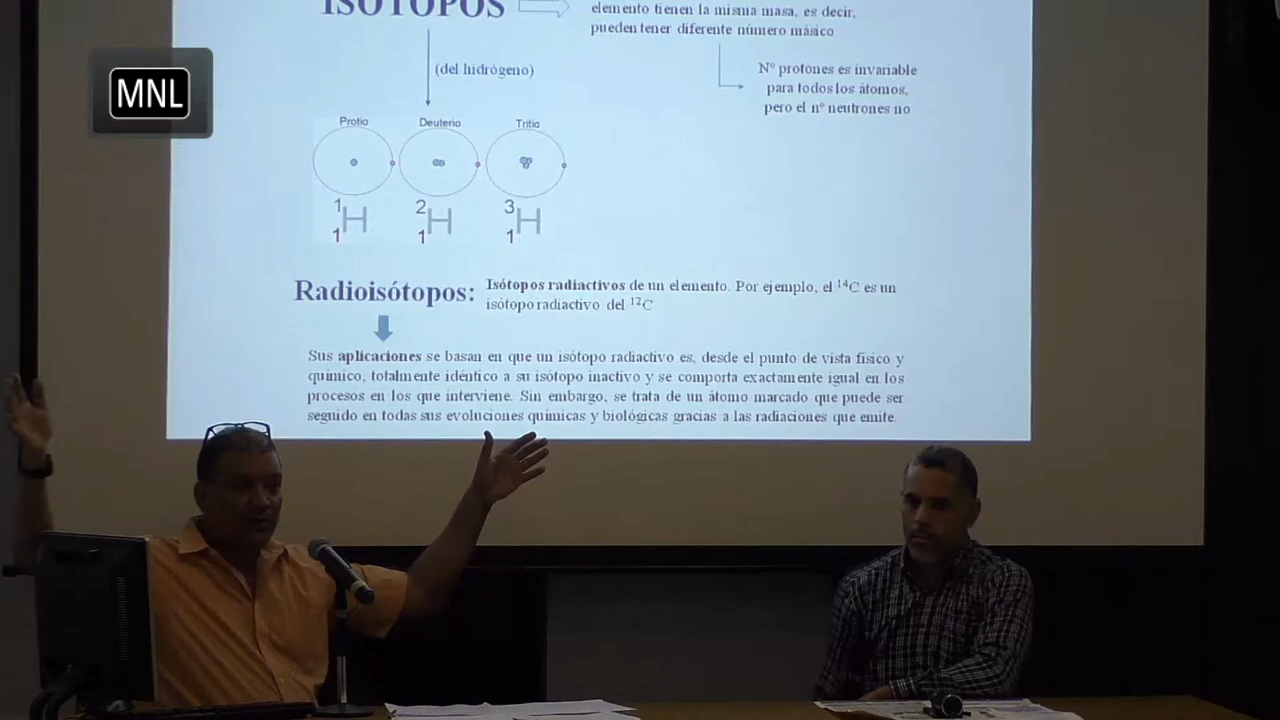 ISÓTOPOS
elemento tienen la misma masa, es decir,
pueden tener diferente número másico
MNL
(del hidrógeno)
Nº protones es invariable
para todos los átomos,
pero el nº neutrones no
Protio Deuterio Tritio
1 2 3
H H H
1 1 1
Radioisótopos: Isótopos radiactivos de un elemento. Por ejemplo, el 14C es un
isótopo radiactivo del 12C
Sus aplicaciones se basan en que un isótopo radiactivo es, desde el punto de vista físico y
químico, totalmente idéntico a su isótopo inactivo y se comporta exactamente igual en los
procesos en los que interviene. Sin embargo, se trata de un átomo marcado que puede ser
seguido en todas sus evoluciones químicas y biológicas gracias a las radiaciones que emite.